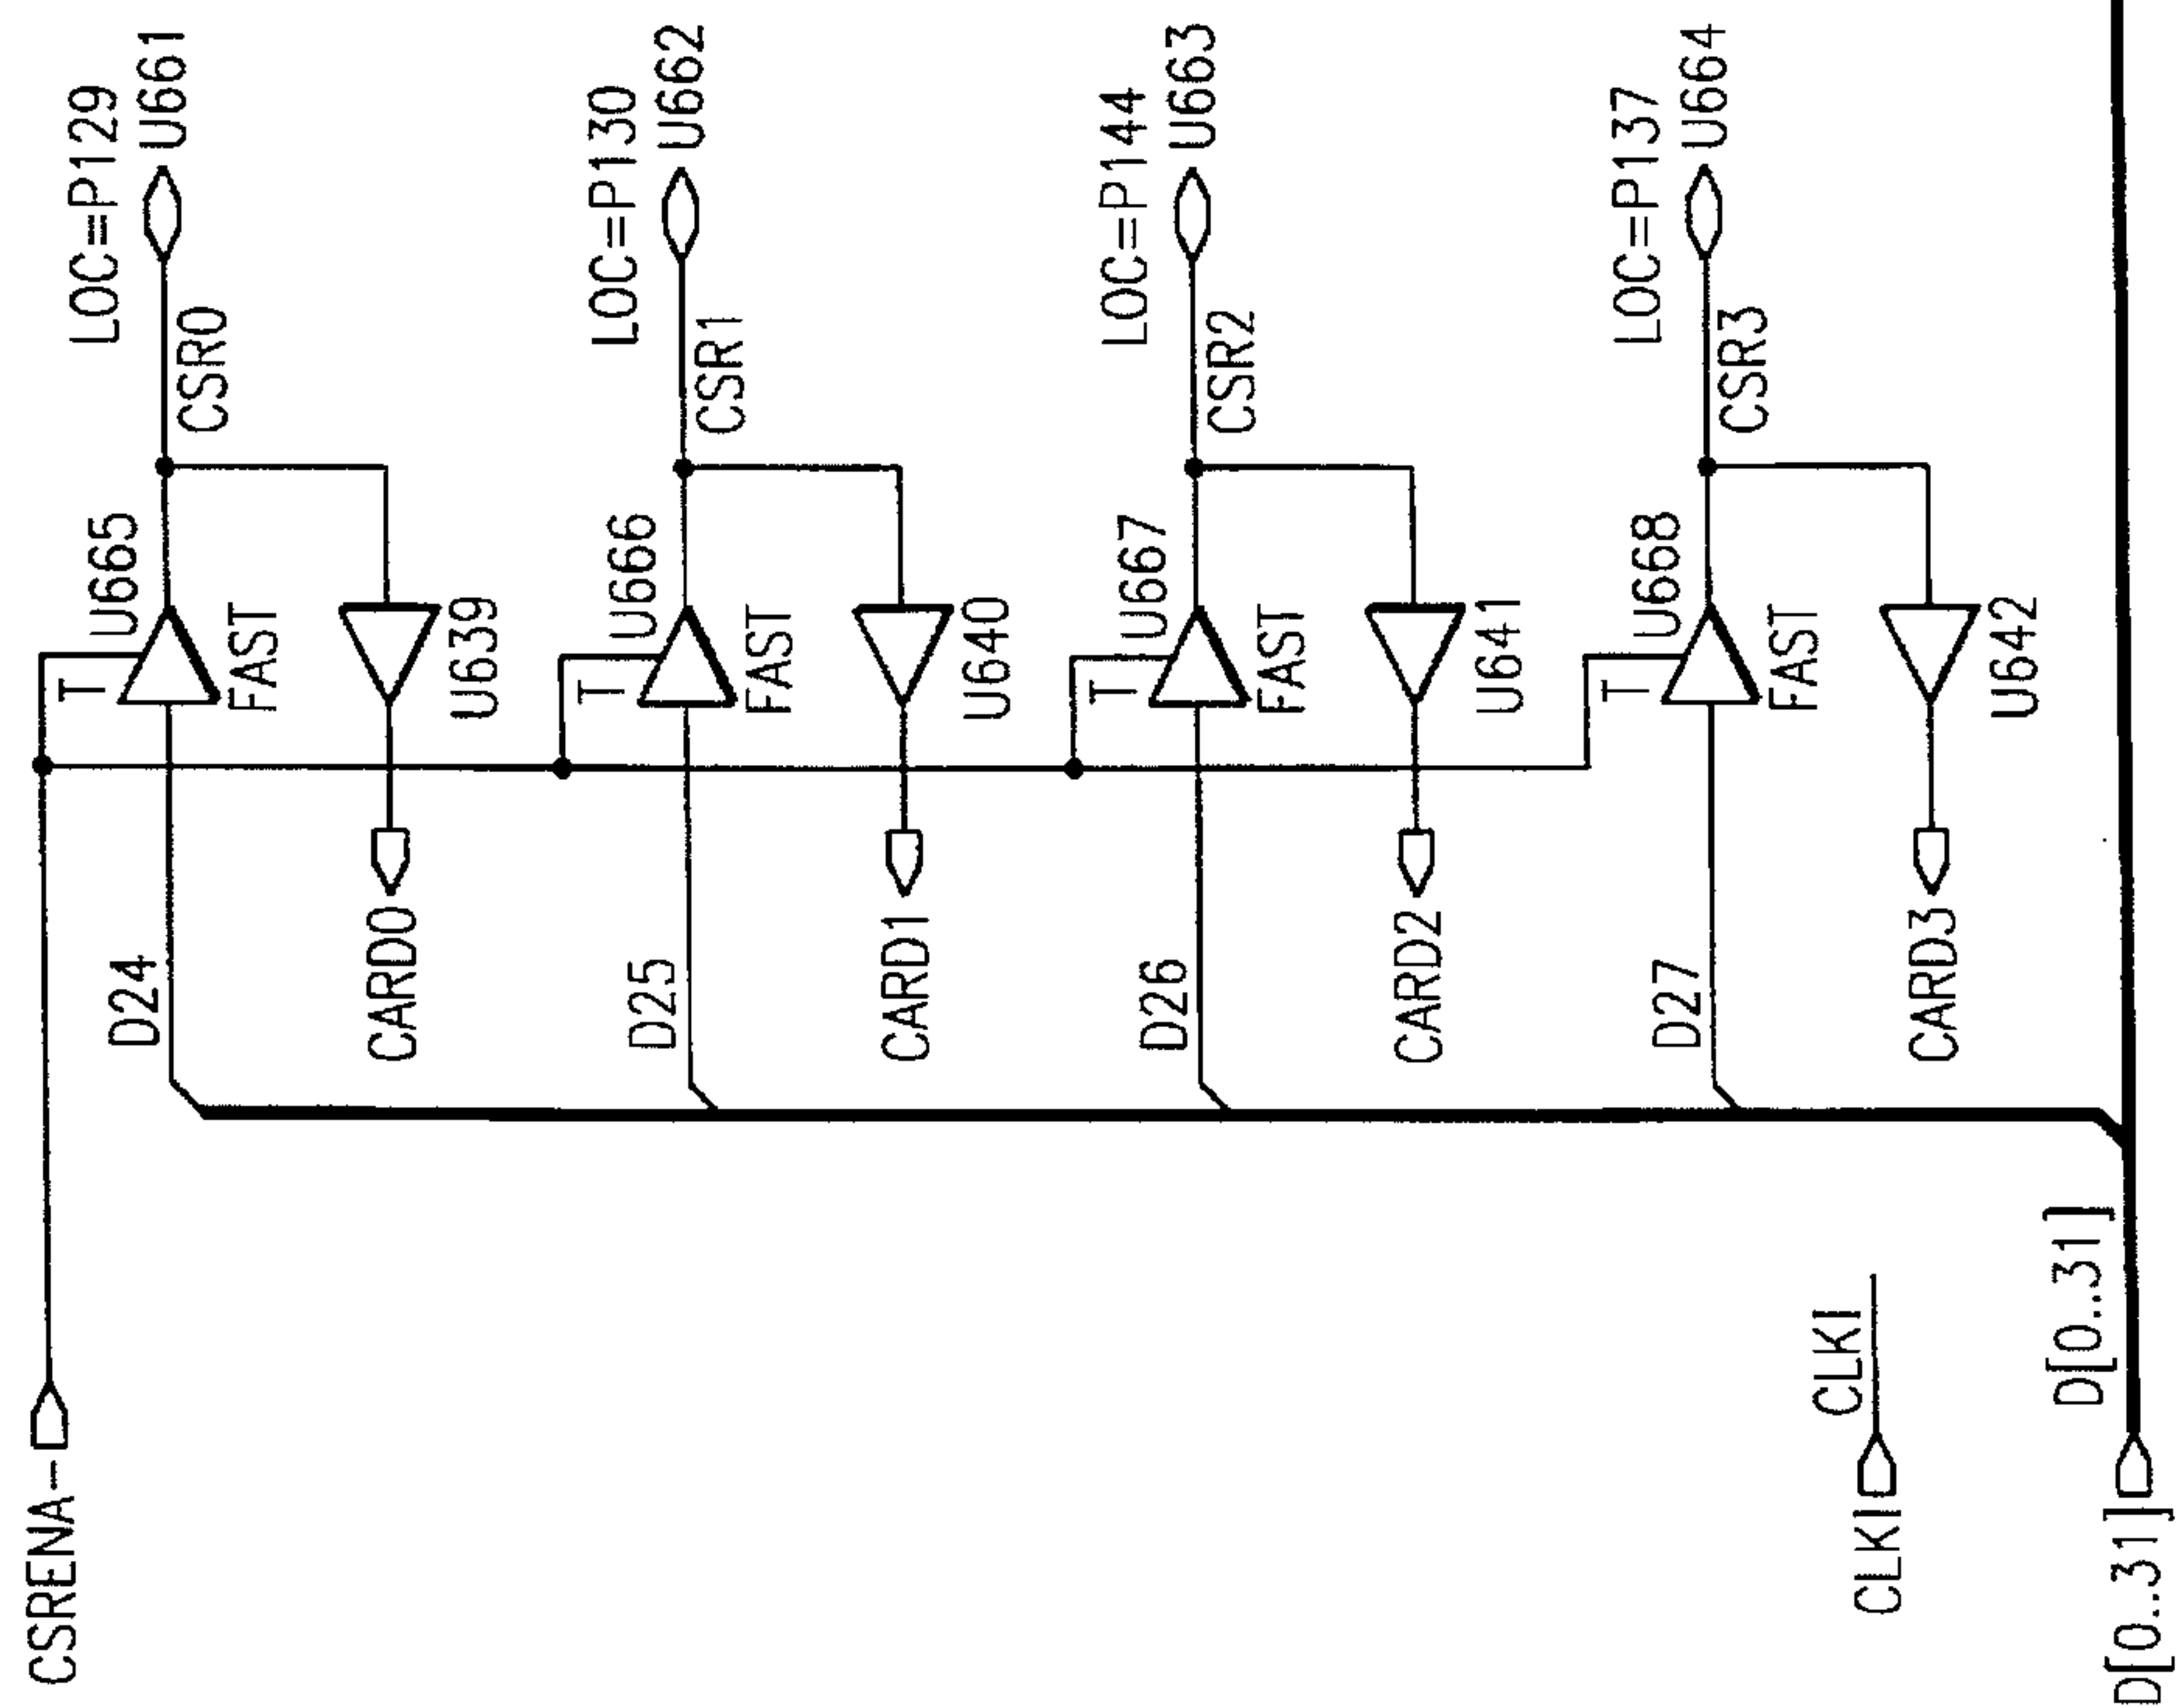 CSRENA-
T
U665
FAST
D24
CSR0
LOC=P129
U661
U639
CARD0
T
U666
FAST
D25
CSR1
LOC=P130
U662
U640
CARD1
T
U667
FAST
D26
CSR2
LOC=P144
U663
U641
CARD2
T
U668
FAST
D27
CSR3
LOC=P137
U664
U642
CARD3
CLKI
CLKI
D[0..31]
D[0..31]